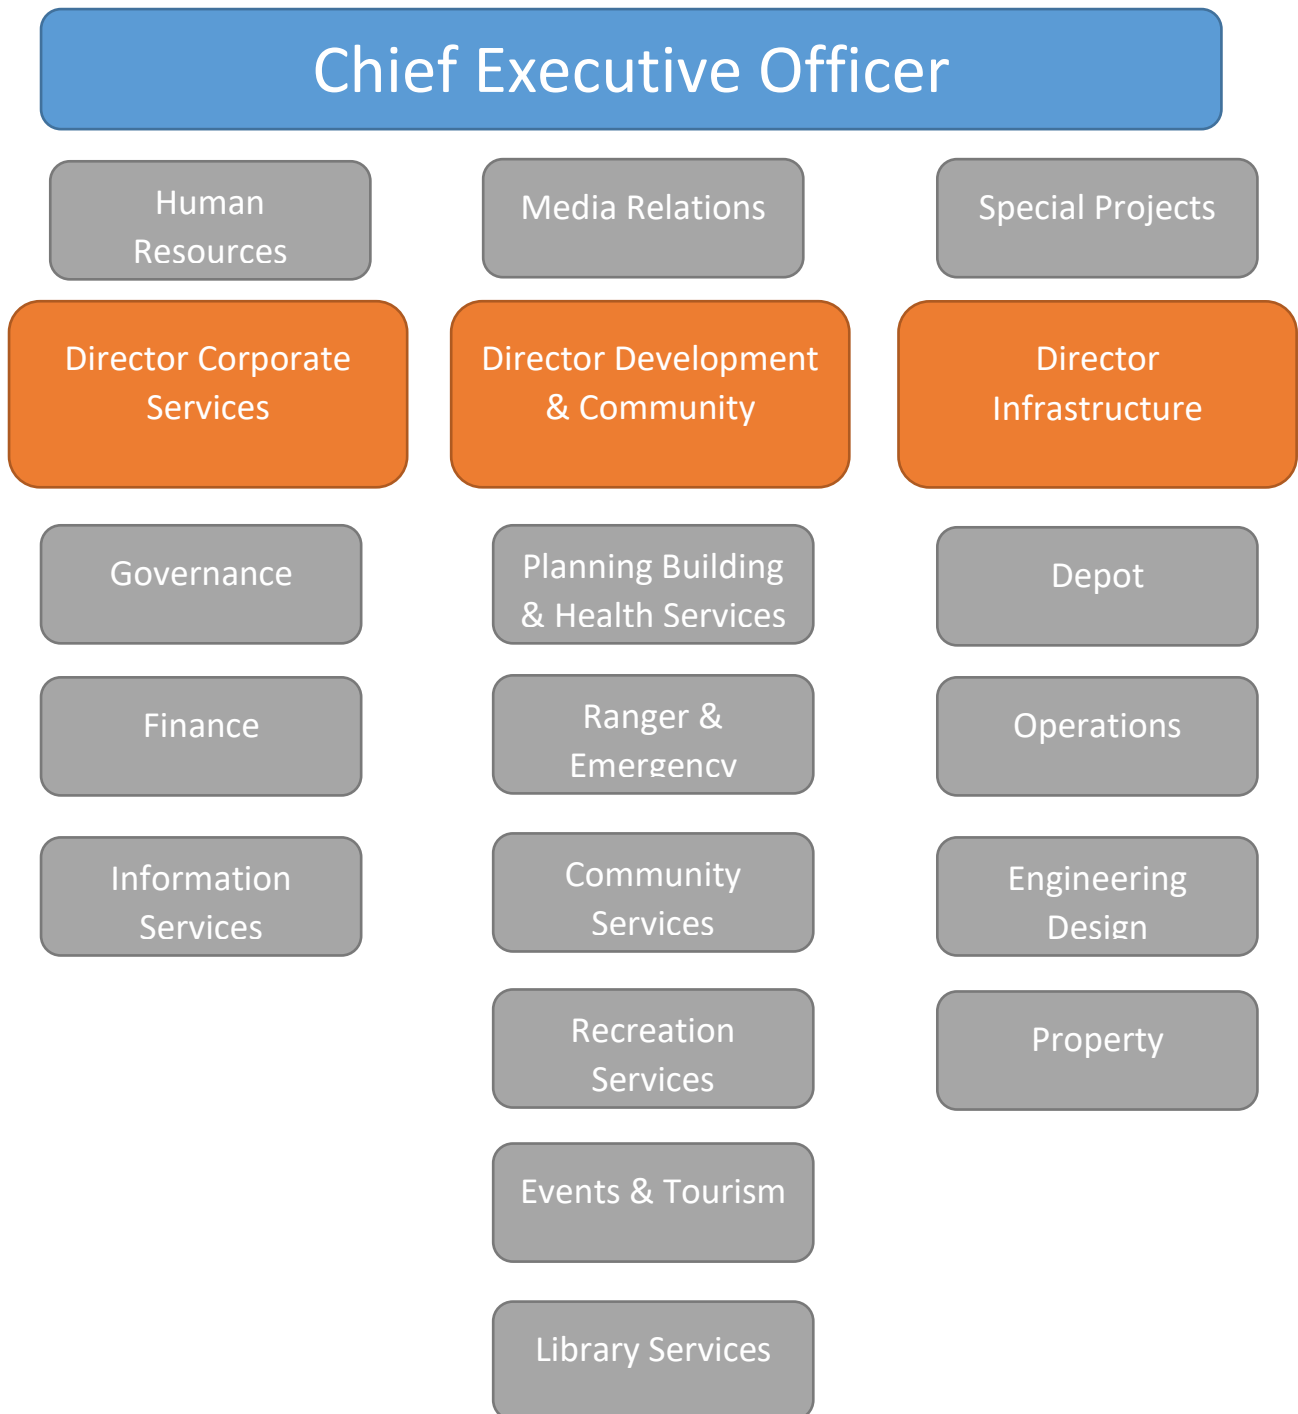 Chief Executive Officer
Human
Resources
Media Relations
Special Projects
Director Corporate
Services
Director Development
& Community
Director
Infrastructure
Governance
Finance
Information
Services
Planning Building
& Health Services
Ranger &
Emergency
Community
Services
Recreation
Services
Events & Tourism
Library Services
Depot
Operations
Engineering
Design
Property